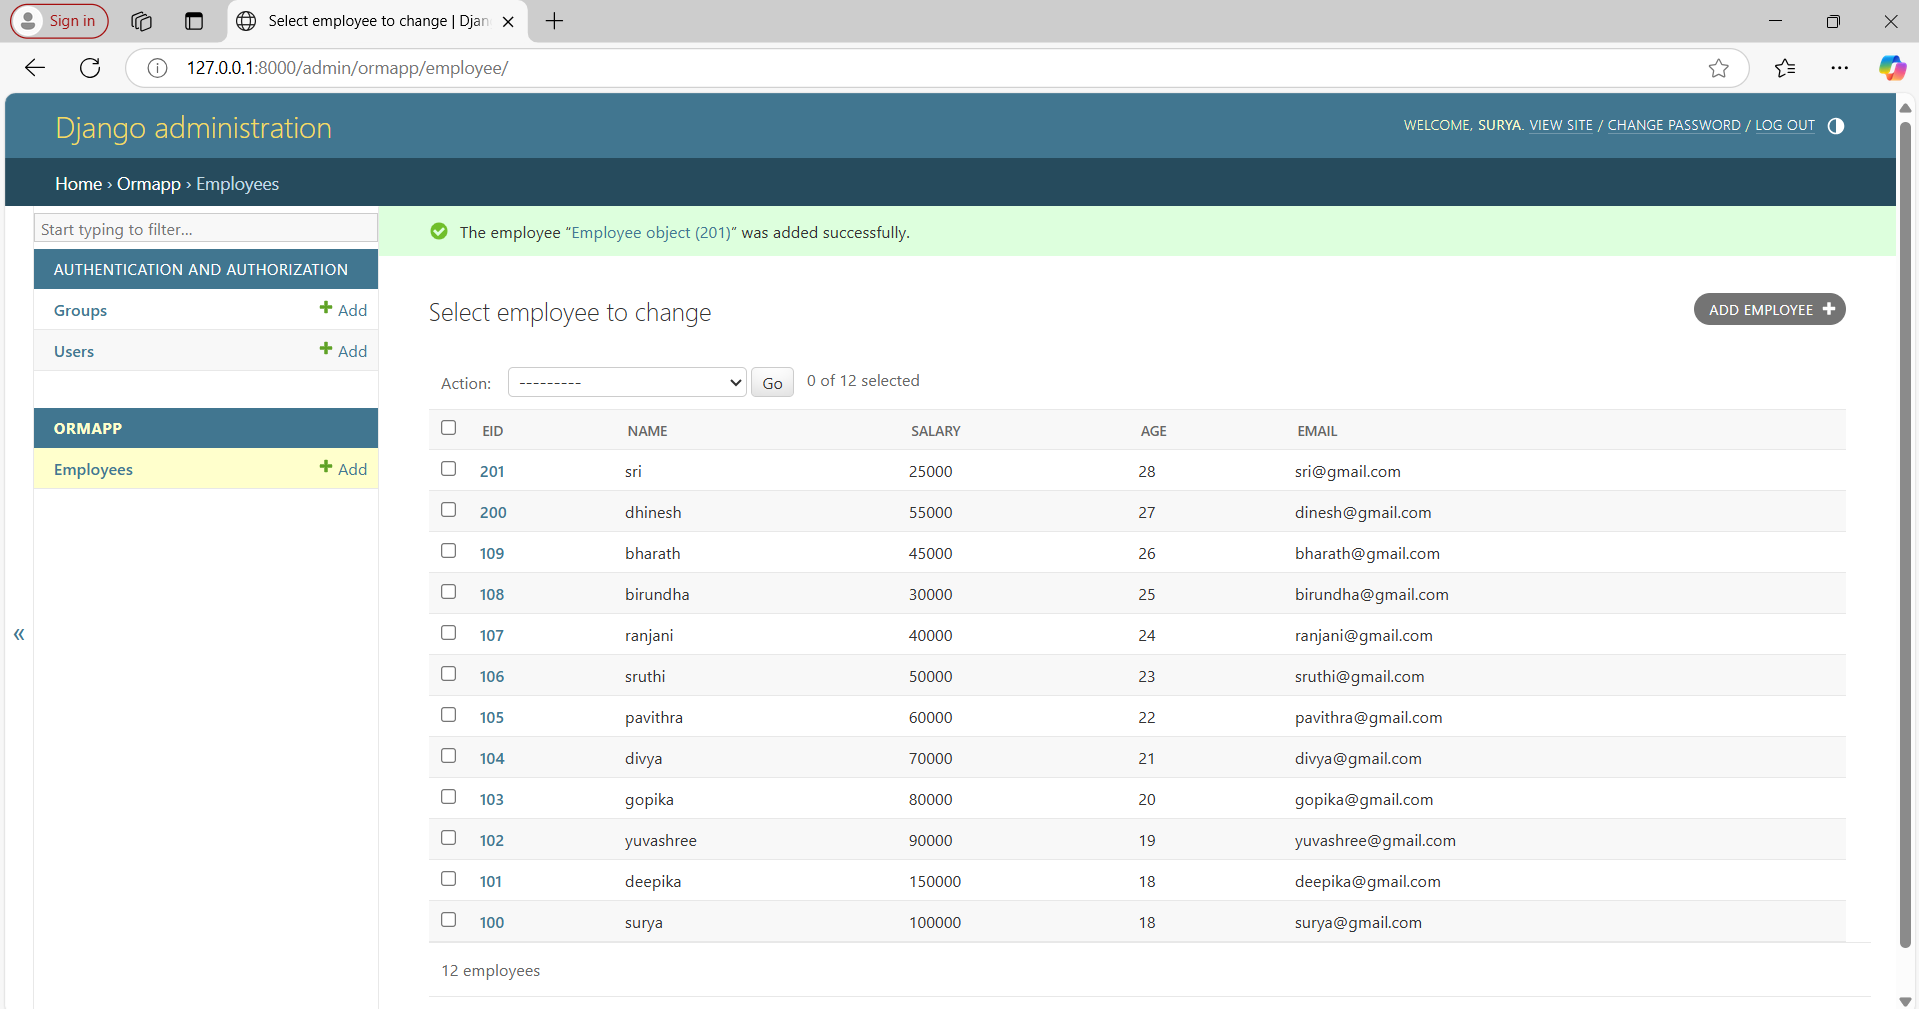 Sign in
Select employee to change | Djan
127.0.0.1:8000/admin/ormapp/employee/
Django administration
WELCOME, SURYA. VIEW SITE / CHANGE PASSWORD / LOG OUT
Home › Ormapp › Employees
Start typing to filter...
AUTHENTICATION AND AUTHORIZATION
Groups + Add
Users + Add
ORMAPP
Employees + Add
«
The employee “Employee object (201)” was added successfully.
Select employee to change
ADD EMPLOYEE +
Action: --------- Go 0 of 12 selected
EID NAME SALARY AGE EMAIL
201 sri 25000 28 sri@gmail.com
200 dhinesh 55000 27 dinesh@gmail.com
109 bharath 45000 26 bharath@gmail.com
108 birundha 30000 25 birundha@gmail.com
107 ranjani 40000 24 ranjani@gmail.com
106 sruthi 50000 23 sruthi@gmail.com
105 pavithra 60000 22 pavithra@gmail.com
104 divya 70000 21 divya@gmail.com
103 gopika 80000 20 gopika@gmail.com
102 yuvashree 90000 19 yuvashree@gmail.com
101 deepika 150000 18 deepika@gmail.com
100 surya 100000 18 surya@gmail.com
12 employees